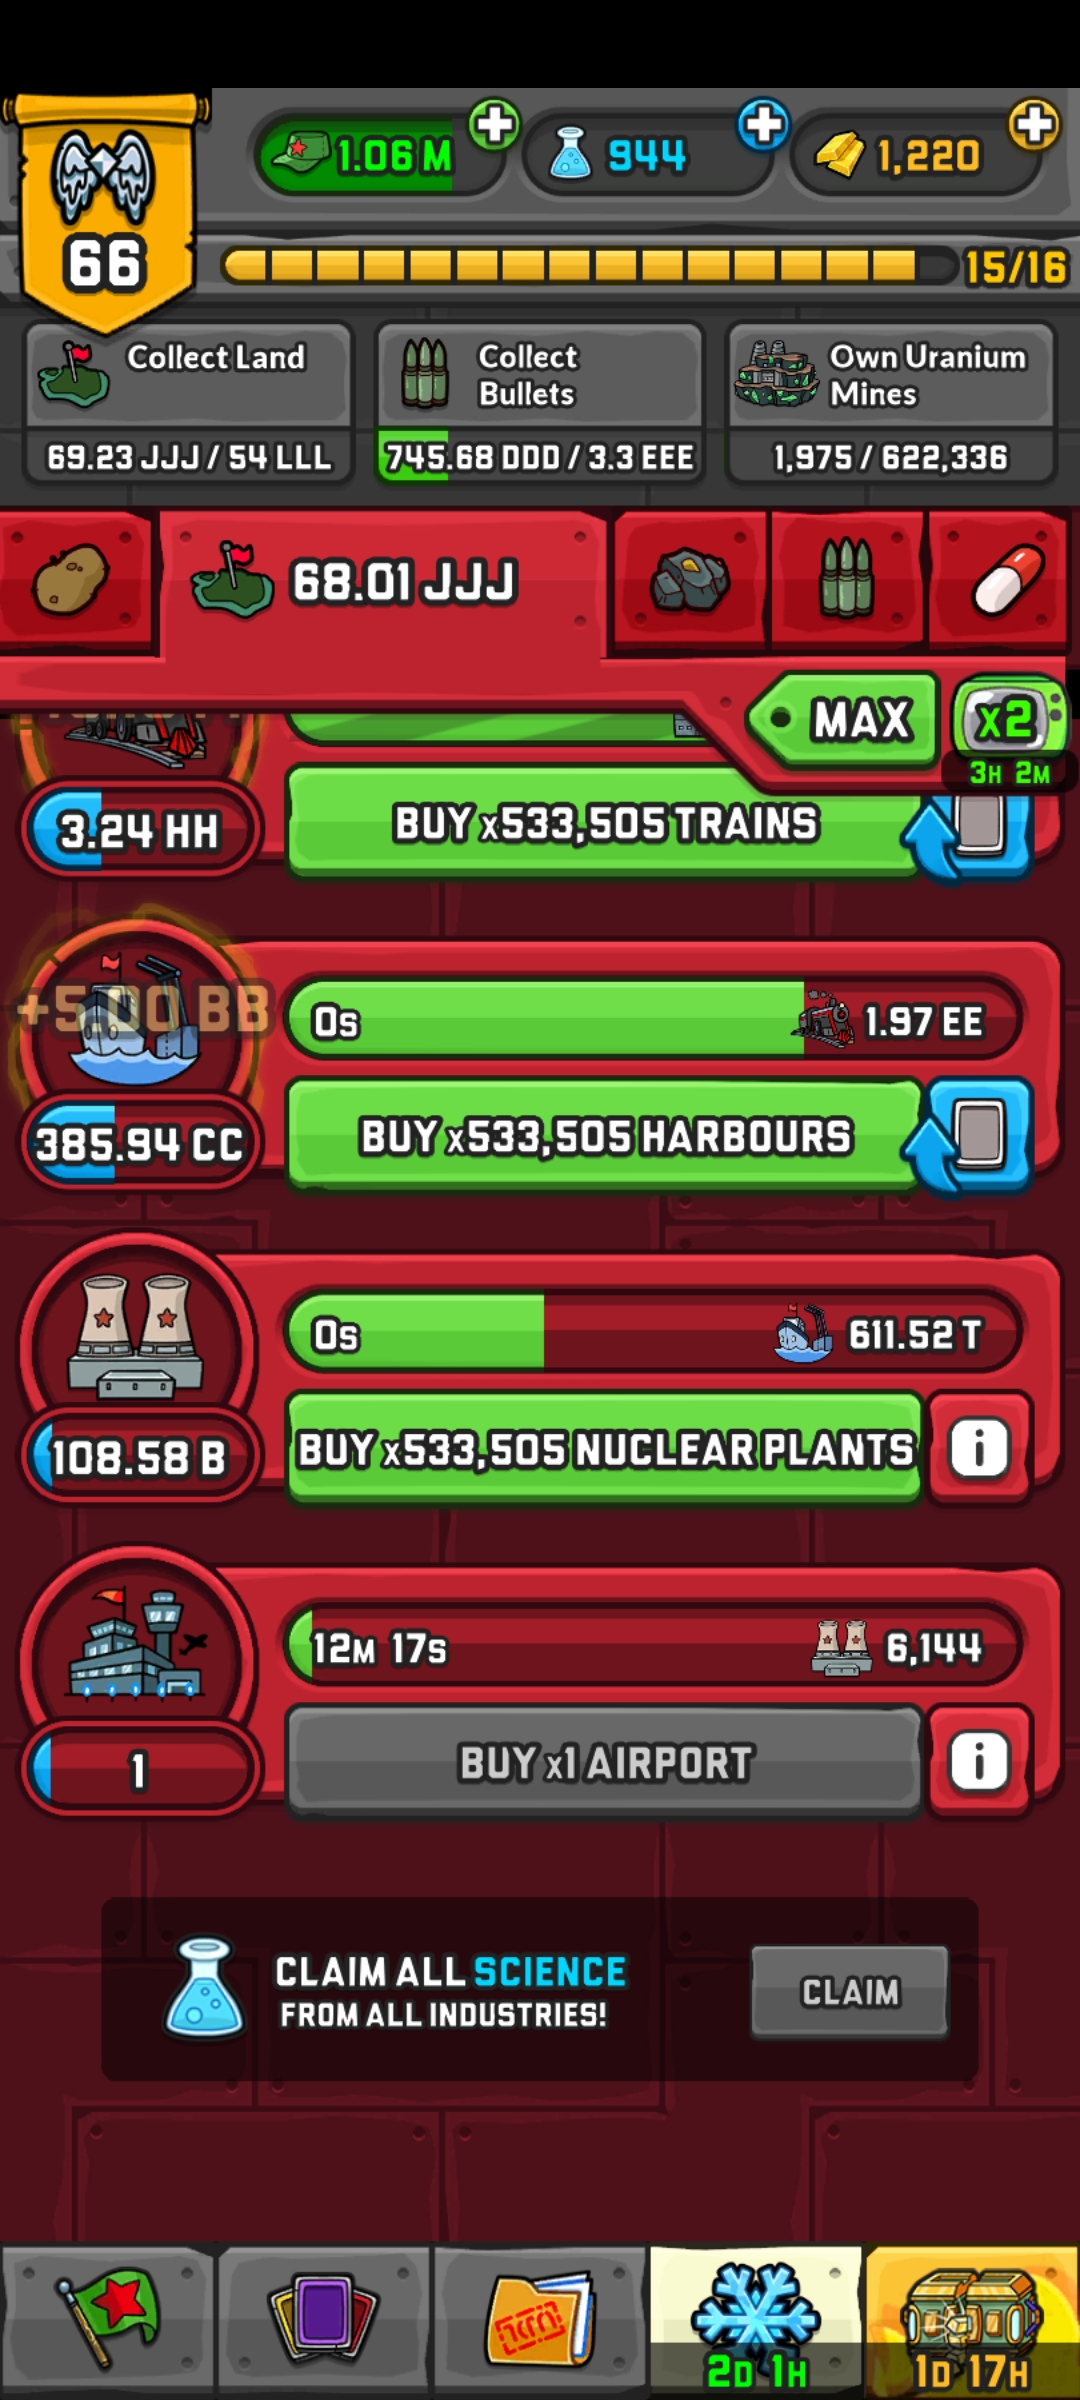 1.06 M
944
1,220
66
15/16
Collect Land
69.23 JJJ / 54 LLL
Collect
Bullets
745.68 DDD / 3.3 EEE
Own Uranium
Mines
1,975 / 622,336
68.01 JJJ
MAX
x2
3H 2M
3.24 HH
BUY x533,505 TRAINS
+5.00 BB
0s
1.97 EE
385.94 CC
BUY x533,505 HARBOURS
0s
611.52 T
108.58 B
BUY x533,505 NUCLEAR PLANTS
i
12M 17s
6,144
1
BUY x1 AIRPORT
i
CLAIM ALL SCIENCE
FROM ALL INDUSTRIES!
CLAIM
2D 1H
1D 17H